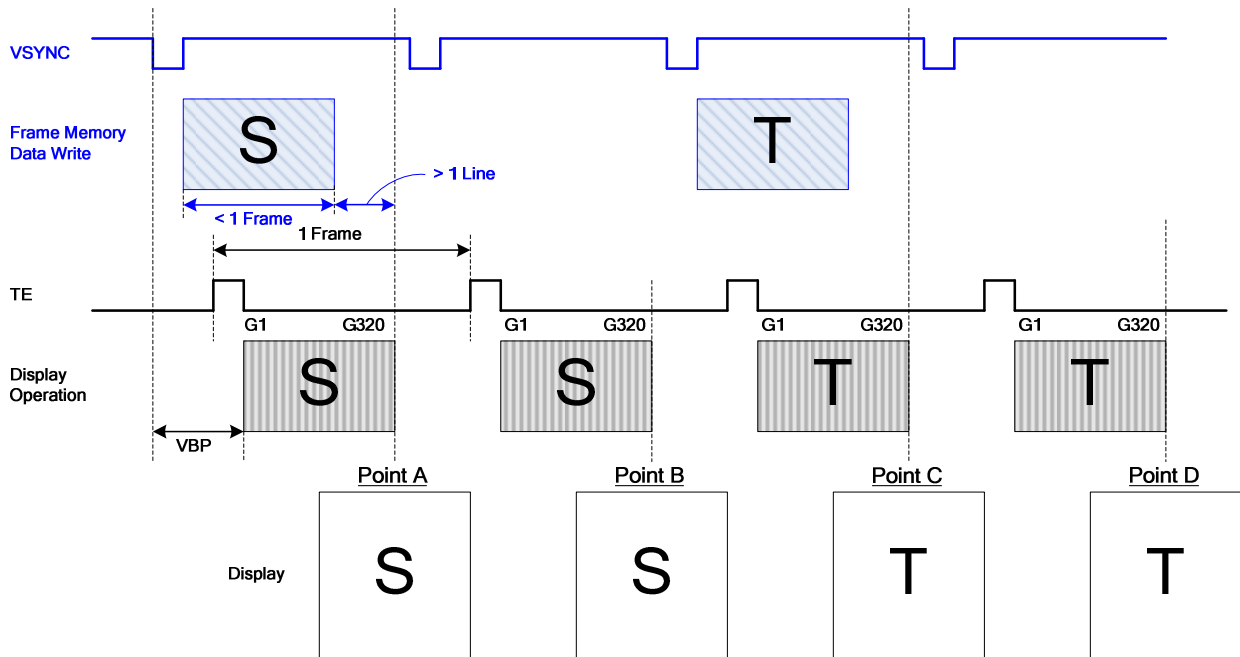 VSYNC
Frame Memory
Data Write
S
T
> 1 Line
< 1 Frame
1 Frame
TE
G1
G320
G1
G320
G1
G320
G1
G320
Display
Operation
S
S
T
T
VBP
Point A
Point B
Point C
Point D
Display
S
S
T
T